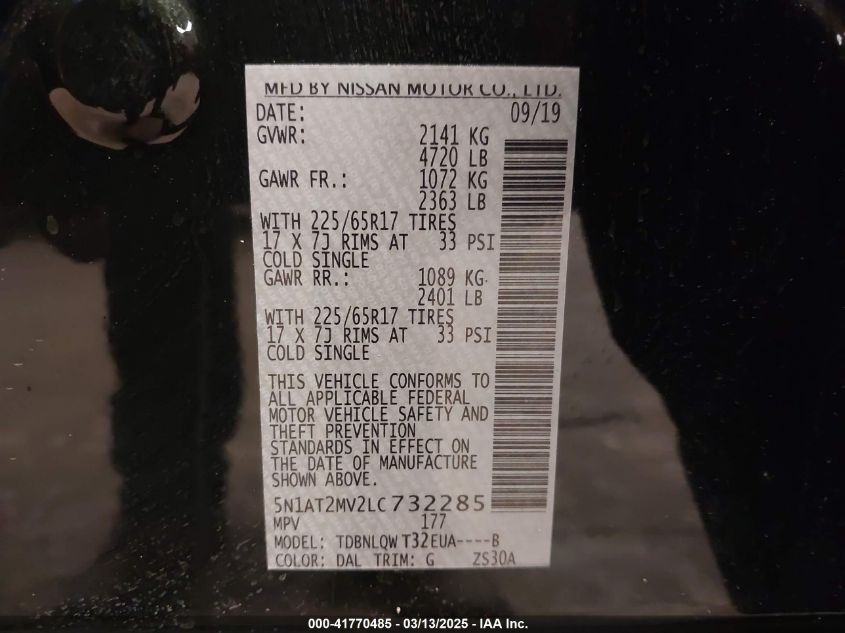 MFD BY NISSAN MOTOR CO., LTD.
DATE: 09/19
GVWR: 2141 KG
4720 LB
GAWR FR.: 1072 KG
2363 LB
WITH 225/65R17 TIRES
17 X 7J RIMS AT 33 PSI
COLD SINGLE
GAWR RR.: 1089 KG
2401 LB
WITH 225/65R17 TIRES
17 X 7J RIMS AT 33 PSI
COLD SINGLE
THIS VEHICLE CONFORMS TO
ALL APPLICABLE FEDERAL
MOTOR VEHICLE SAFETY AND
THEFT PREVENTION
STANDARDS IN EFFECT ON
THE DATE OF MANUFACTURE
SHOWN ABOVE.
5N1AT2MV2LC732285
MPV 177
MODEL: TDBNLQW T32EUA----B
COLOR: DAL TRIM: G ZS30A
000-41770485 - 03/13/2025 - IAA Inc.